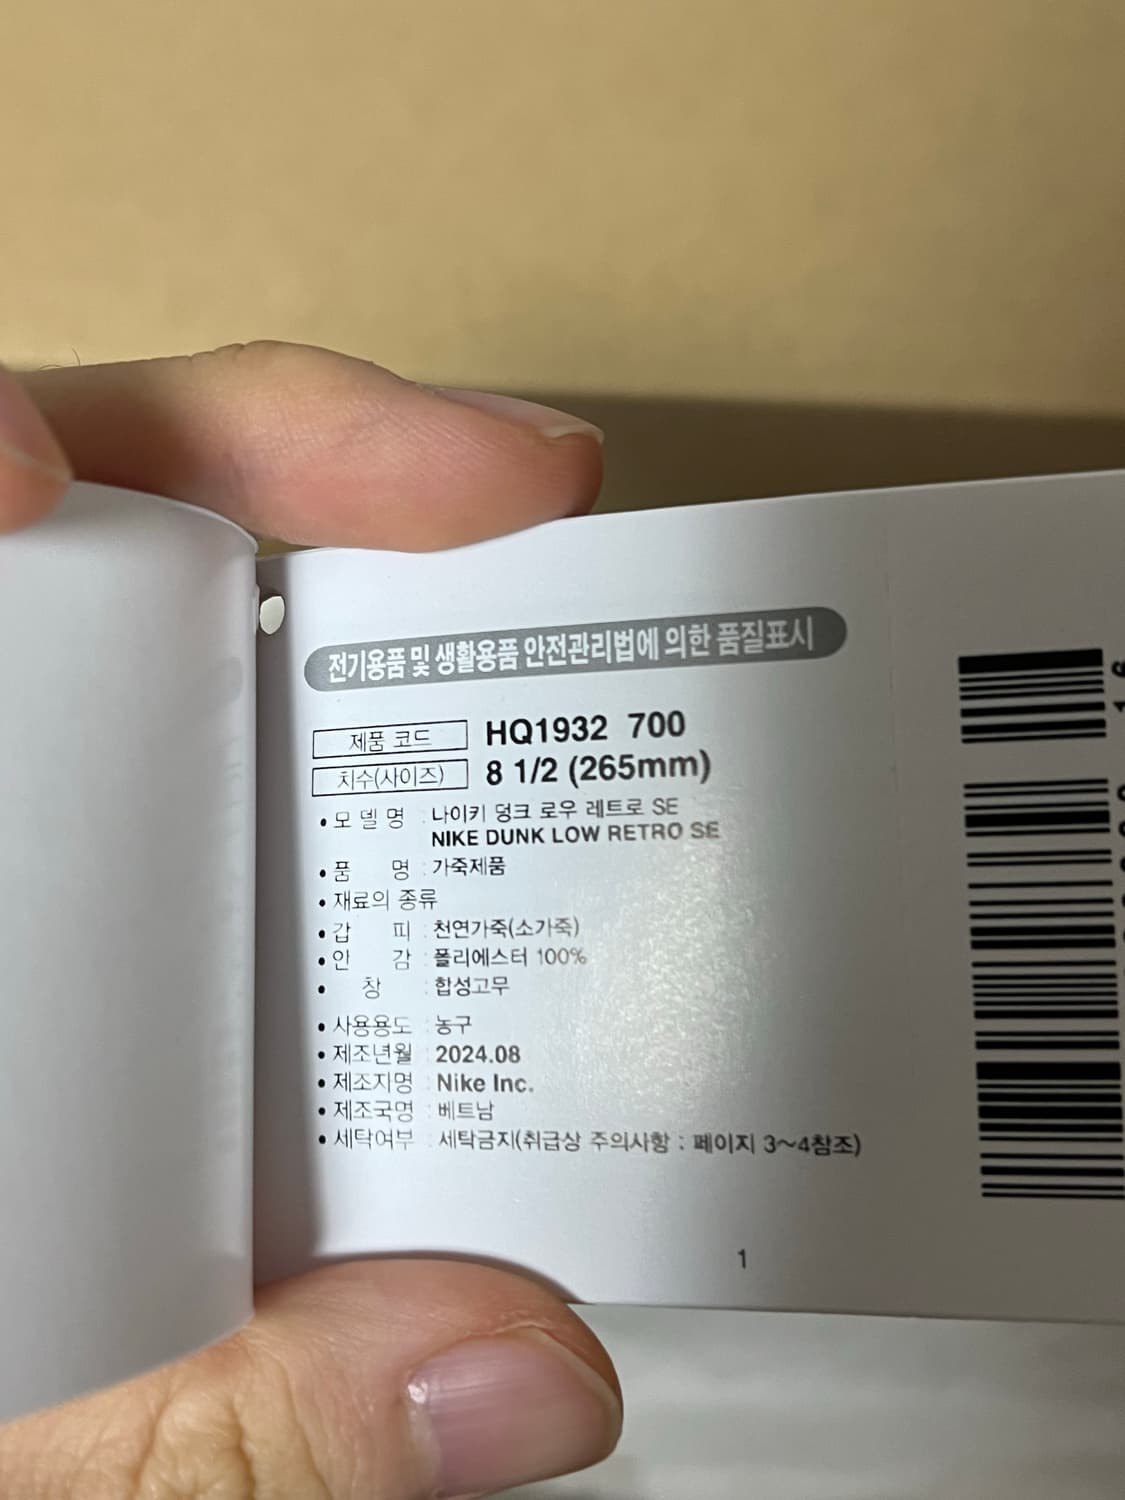 전기용품 및 생활용품 안전관리법에 의한 품질표시
제품 코드 HQ1932 700
치수(사이즈) 8 1/2 (265mm)
• 모 델 명 : 나이키 덩크 로우 레트로 SE
NIKE DUNK LOW RETRO SE
• 품 명 : 가죽제품
• 재료의 종류
• 갑 피 : 천연가죽(소가죽)
• 안 감 : 폴리에스터 100%
• 창 : 합성고무
• 사용용도 : 농구
• 제조년월 : 2024.08
• 제조자명 : Nike Inc.
• 제조국명 : 베트남
• 세탁여부 : 세탁금지(취급상 주의사항 : 페이지 3~4참조)
1